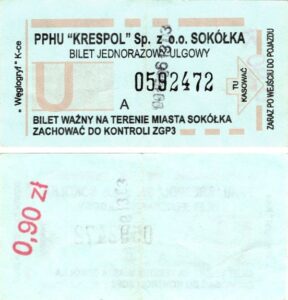 PPHU "KRESPOL" Sp. z o.o. SOKÓŁKA
BILET JEDNORAZOWY ULGOWY
"Węglogryf" K-ce
U
0592472
A
TU
KASOWAĆ
ZARAZ PO WEJŚCIU DO POJAZDU
BILET WAŻNY NA TERENIE MIASTA SOKÓŁKA
ZACHOWAĆ DO KONTROLI ZGP3
0,90 zł